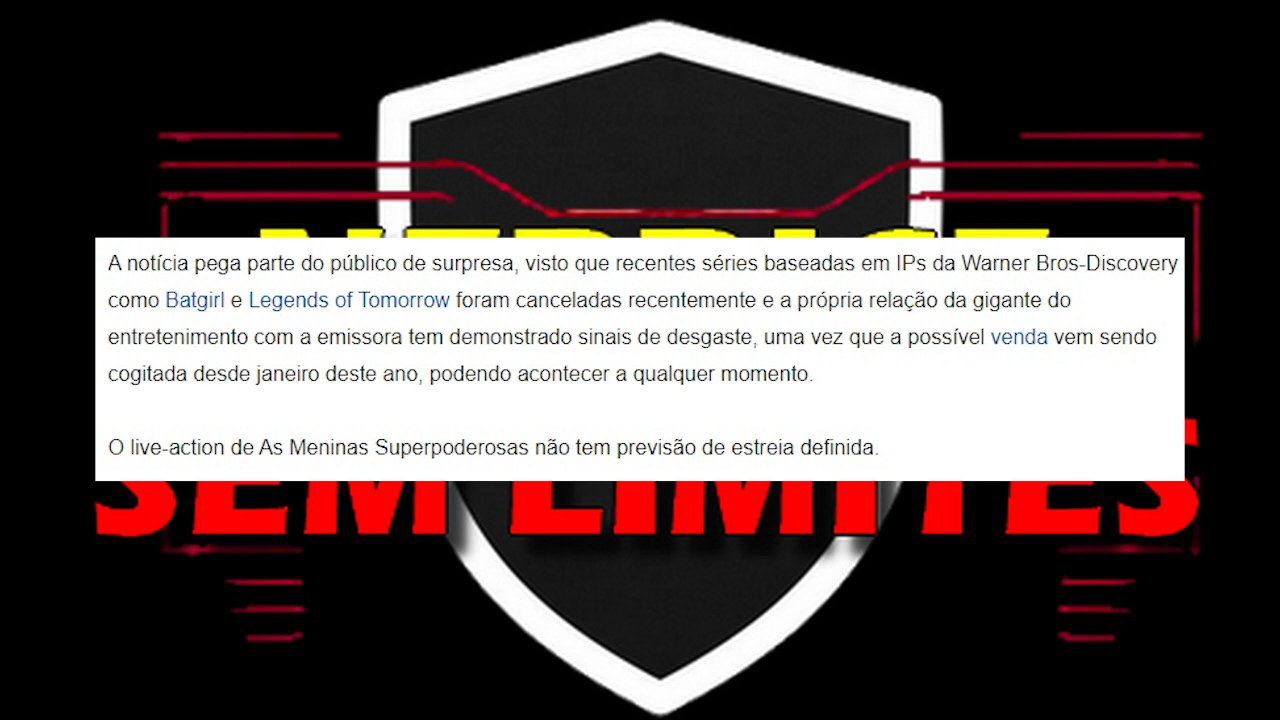 A notícia pega parte do público de surpresa, visto que recentes séries baseadas em IPs da Warner Bros-Discovery
como Batgirl e Legends of Tomorrow foram canceladas recentemente e a própria relação da gigante do
entretenimento com a emissora tem demonstrado sinais de desgaste, uma vez que a possível venda vem sendo
cogitada desde janeiro deste ano, podendo acontecer a qualquer momento.
O live-action de As Meninas Superpoderosas não tem previsão de estreia definida.
SEM LIMITES